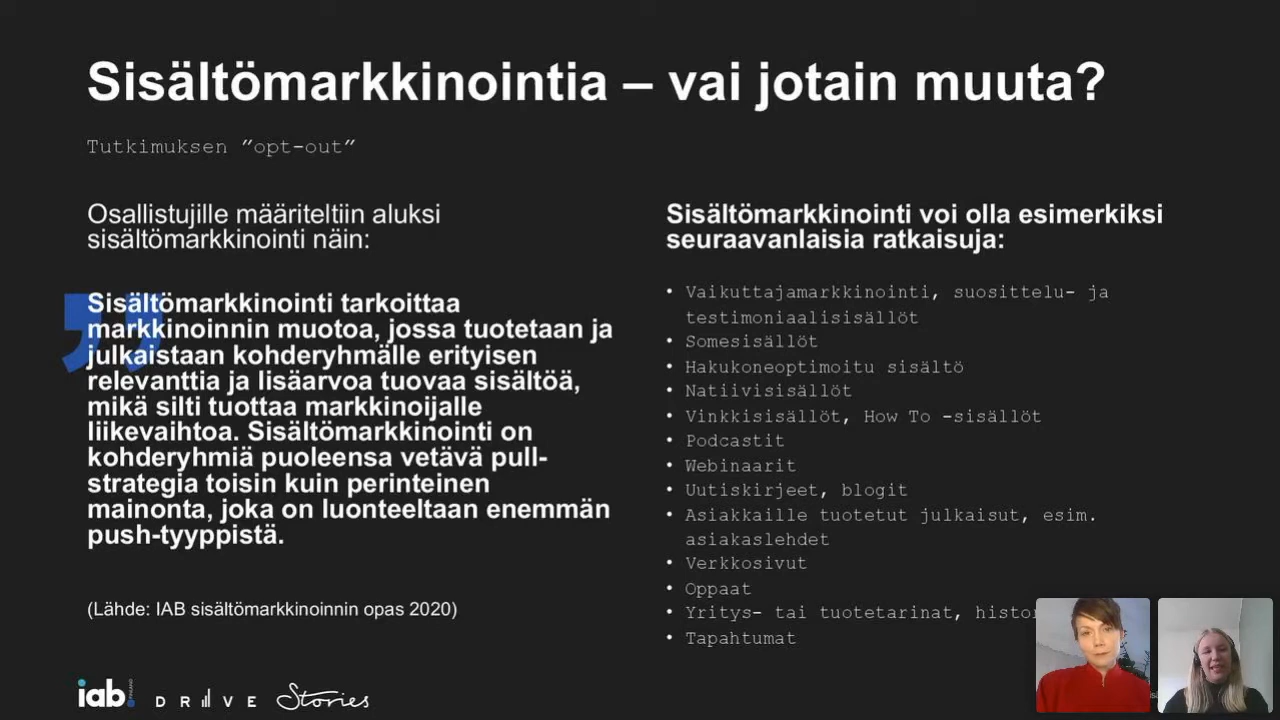 Sisältömarkkinointia – vai jotain muuta?
Tutkimuksen ”opt-out”
Osallistujille määriteltiin aluksi
sisältömarkkinointi näin:
Sisältömarkkinointi tarkoittaa
markkinoinnin muotoa, jossa tuotetaan ja
julkaistaan kohderyhmälle erityisen
relevanttia ja lisäarvoa tuovaa sisältöä,
mikä silti tuottaa markkinoijalle
liikevaihtoa. Sisältömarkkinointi on
kohderyhmiä puoleensa vetävä pull-
strategia toisin kuin perinteinen
mainonta, joka on luonteeltaan enemmän
push-tyyppistä.
(Lähde: IAB sisältömarkkinoinnin opas 2020)
Sisältömarkkinointi voi olla esimerkiksi
seuraavanlaisia ratkaisuja:
• Vaikuttajamarkkinointi, suosittelu- ja
testimoniaalisisällöt
• Somesisällöt
• Hakukoneoptimoitu sisältö
• Natiivisisällöt
• Vinkkisisällöt, How To -sisällöt
• Podcastit
• Webinaarit
• Uutiskirjeet, blogit
• Asiakkaille tuotetut julkaisut, esim.
asiakaslehdet
• Verkkosivut
• Oppaat
• Yritys- tai tuotetarinat,
• Tapahtumat
iab FINLAND DRIVE Stories